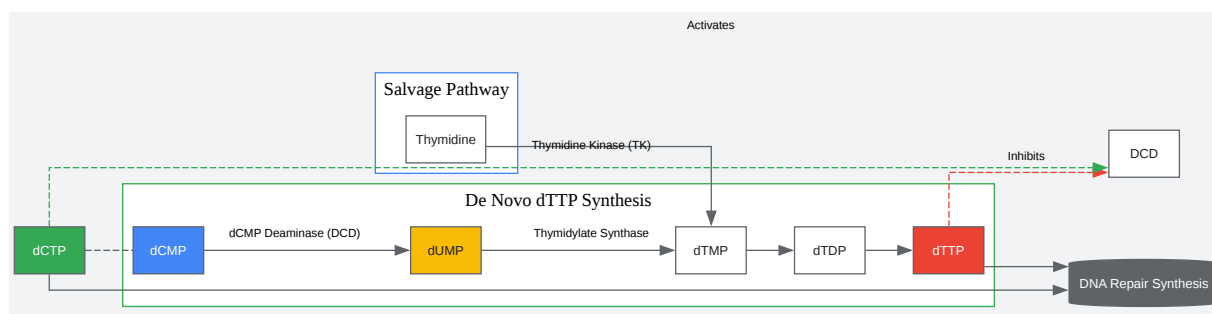 Activates
Salvage Pathway
Thymidine
Thymidine Kinase (TK)
Inhibits
DCD
De Novo dTTP Synthesis
dCTP
dCMP
dCMP Deaminase (DCD)
dUMP
Thymidylate Synthase
dTMP
dTDP
dTTP
DNA Repair Synthesis